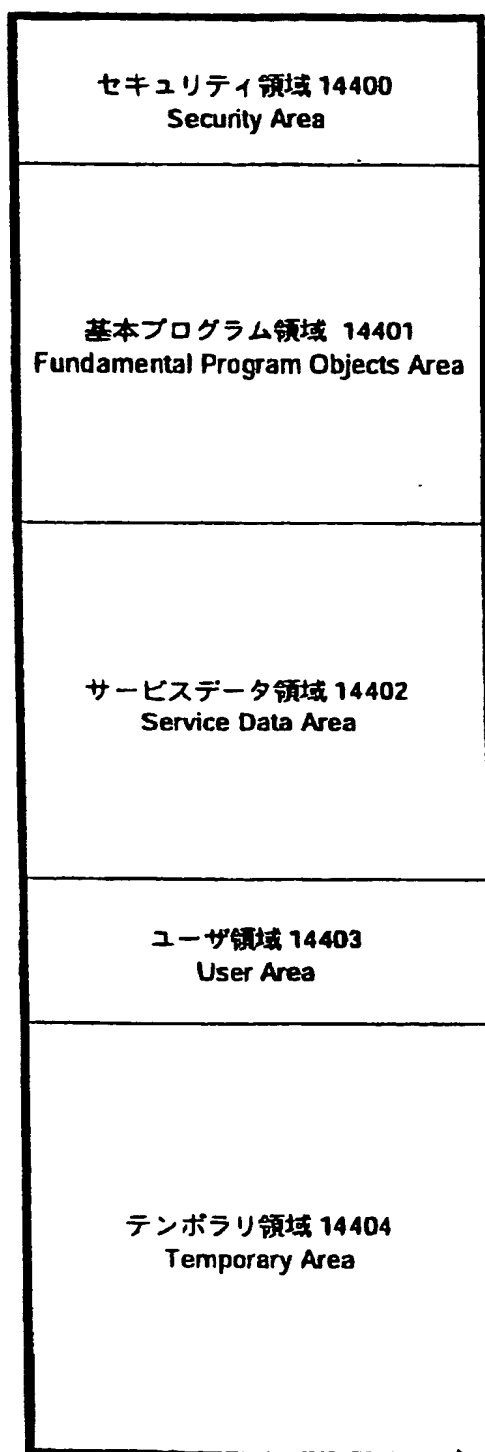 セキュリティ領域 14400
Security Area
基本プログラム領域 14401
Fundamental Program Objects Area
サービスデータ領域 14402
Service Data Area
ユーザ領域 14403
User Area
テンポラリ領域 14404
Temporary Area